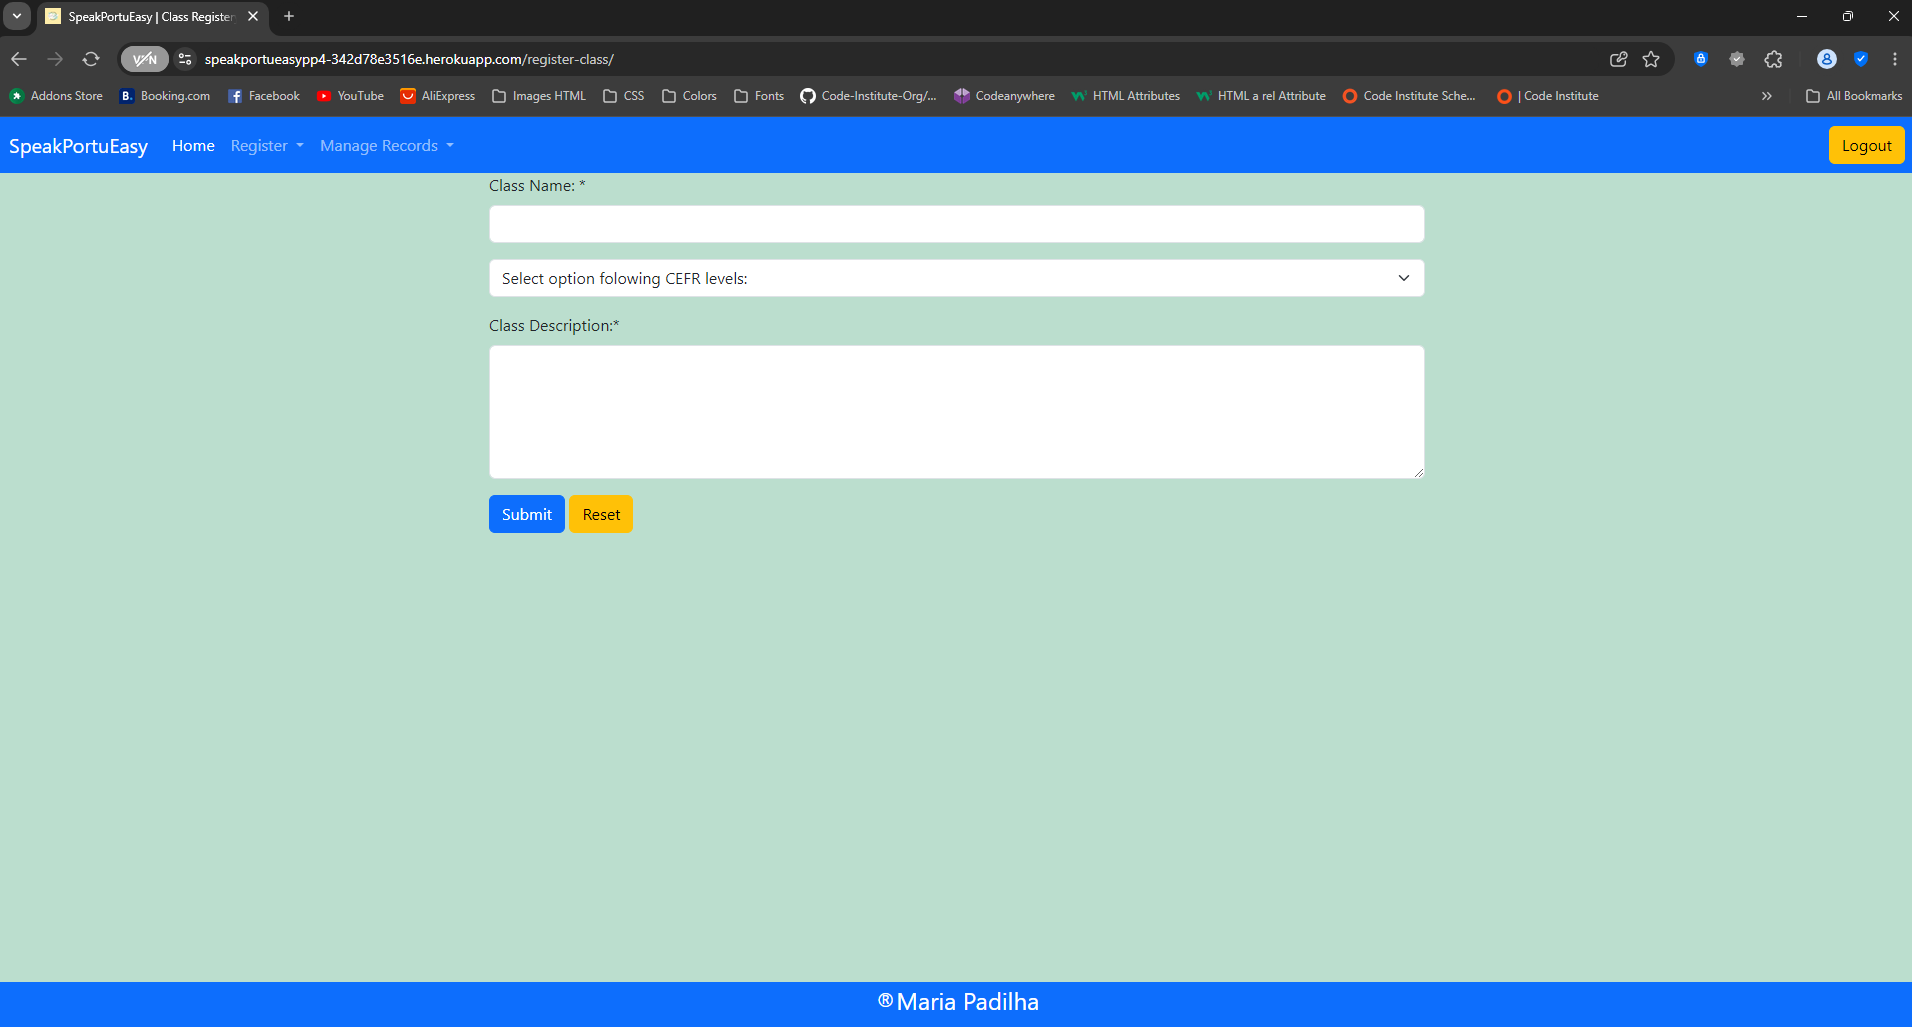 SpeakPortuEasy | Class Register
VPN
speakportueasypp4-342d78e3516e.herokuapp.com/register-class/
Addons Store B. Booking.com Facebook YouTube AliExpress Images HTML CSS Colors Fonts Code-Institute-Org/... Codeanywhere HTML Attributes HTML a rel Attribute Code Institute Sche... | Code Institute » All Bookmarks
SpeakPortuEasy Home Register Manage Records Logout
Class Name: *
Select option folowing CEFR levels:
Class Description:*
Submit Reset
®Maria Padilha